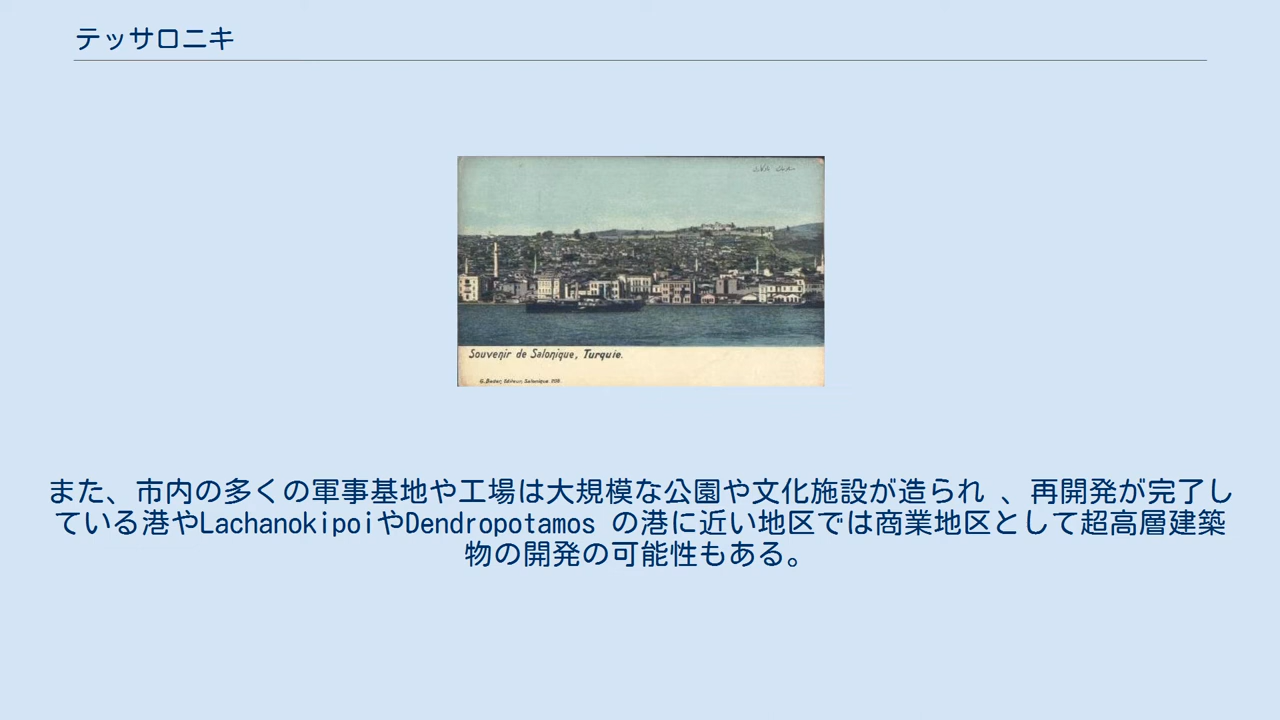 テッサロニキ
Souvenir de Salonique, Turquie.
また、市内の多くの軍事基地や工場は大規模な公園や文化施設が造られ 、再開発が完了し
ている港やLachanokipoiやDendropotamos の港に近い地区では商業地区として超高層建築
物の開発の可能性もある。